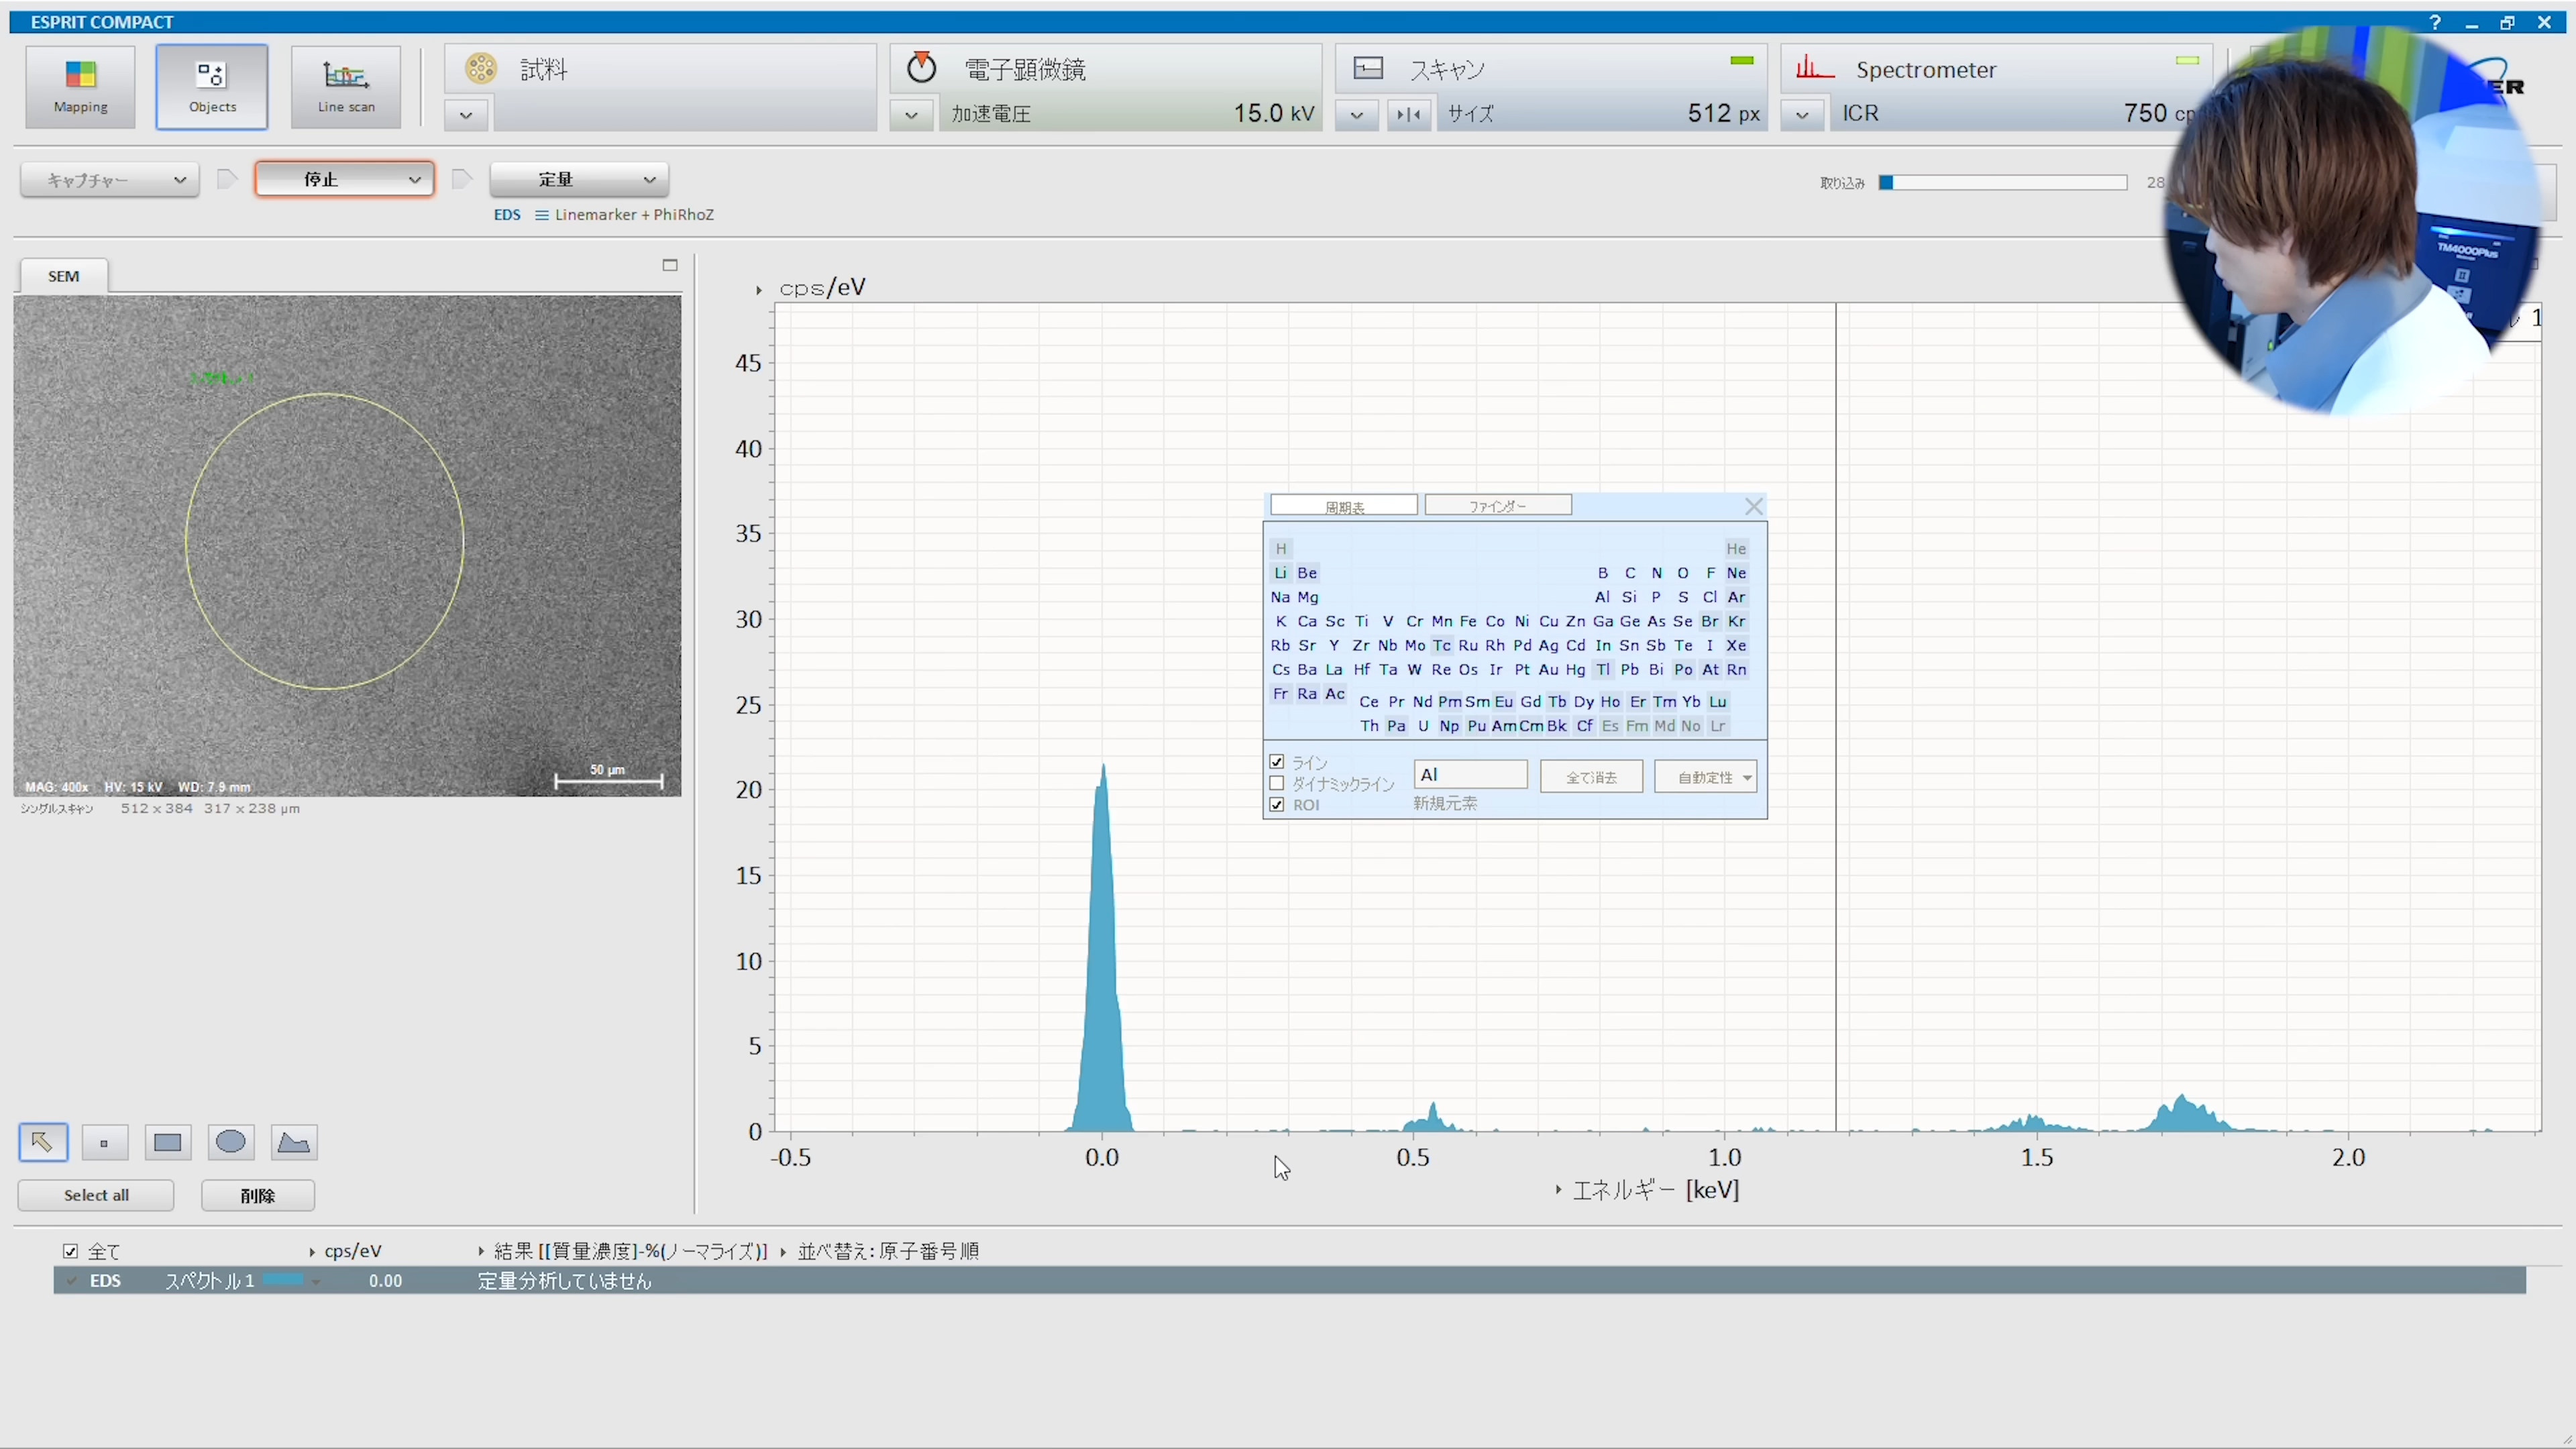 ESPRIT COMPACT
?
Mapping
Objects
Line scan
試料
電子顕微鏡
加速電圧 15.0 kV
スキャン
サイズ 512 px
Spectrometer
ICR 750
ER
キャプチャー
停止
定量
EDS Linemarker + PhiRhoZ
取り込み 28
TM4000Plus
SEM
50 µm
MAG: 400x HV: 15 kV WD: 7.9 mm
シングルスキャン 512 x 384 317 x 238 µm
cps/eV
1
45
40
35
30
25
20
15
10
5
0
-0.5 0.0 0.5 1.0 1.5 2.0
エネルギー [keV]
周期表 ファインダー
H He
Li Be B C N O F Ne
Na Mg Al Si P S Cl Ar
K Ca Sc Ti V Cr Mn Fe Co Ni Cu Zn Ga Ge As Se Br Kr
Rb Sr Y Zr Nb Mo Tc Ru Rh Pd Ag Cd In Sn Sb Te I Xe
Cs Ba La Hf Ta W Re Os Ir Pt Au Hg Tl Pb Bi Po At Rn
Fr Ra Ac
Ce Pr Nd Pm Sm Eu Gd Tb Dy Ho Er Tm Yb Lu
Th Pa U Np Pu Am Cm Bk Cf Es Fm Md No Lr
ライン
ダイナミックライン
ROI
Al
新規元素
全て消去
自動定性
Select all
削除
全て cps/eV 結果 [[質量濃度]-%(ノーマライズ)] 並べ替え:原子番号順
EDS スペクトル 1 0.00 定量分析していません